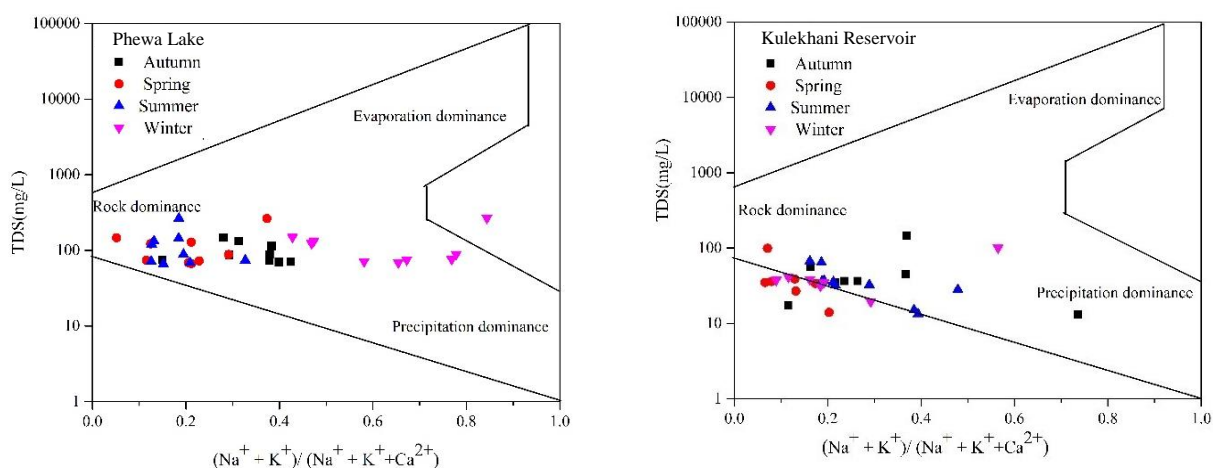 Phewa Lake
Autumn
Spring
Summer
Winter
Evaporation dominance
Rock dominance
Precipitation dominance
TDS(mg/L)
100000
10000
1000
100
10
1
0.0 0.2 0.4 0.6 0.8 1.0
(Na⁺ + K⁺)/ (Na⁺ + K⁺+Ca²⁺)
Kulekhani Reservoir
Autumn
Spring
Summer
Winter
Evaporation dominance
Rock dominance
Precipitation dominance
TDS(mg/L)
100000
10000
1000
100
10
1
0.0 0.2 0.4 0.6 0.8 1.0
(Na⁺ + K⁺)/ (Na⁺ + K⁺+Ca²⁺)